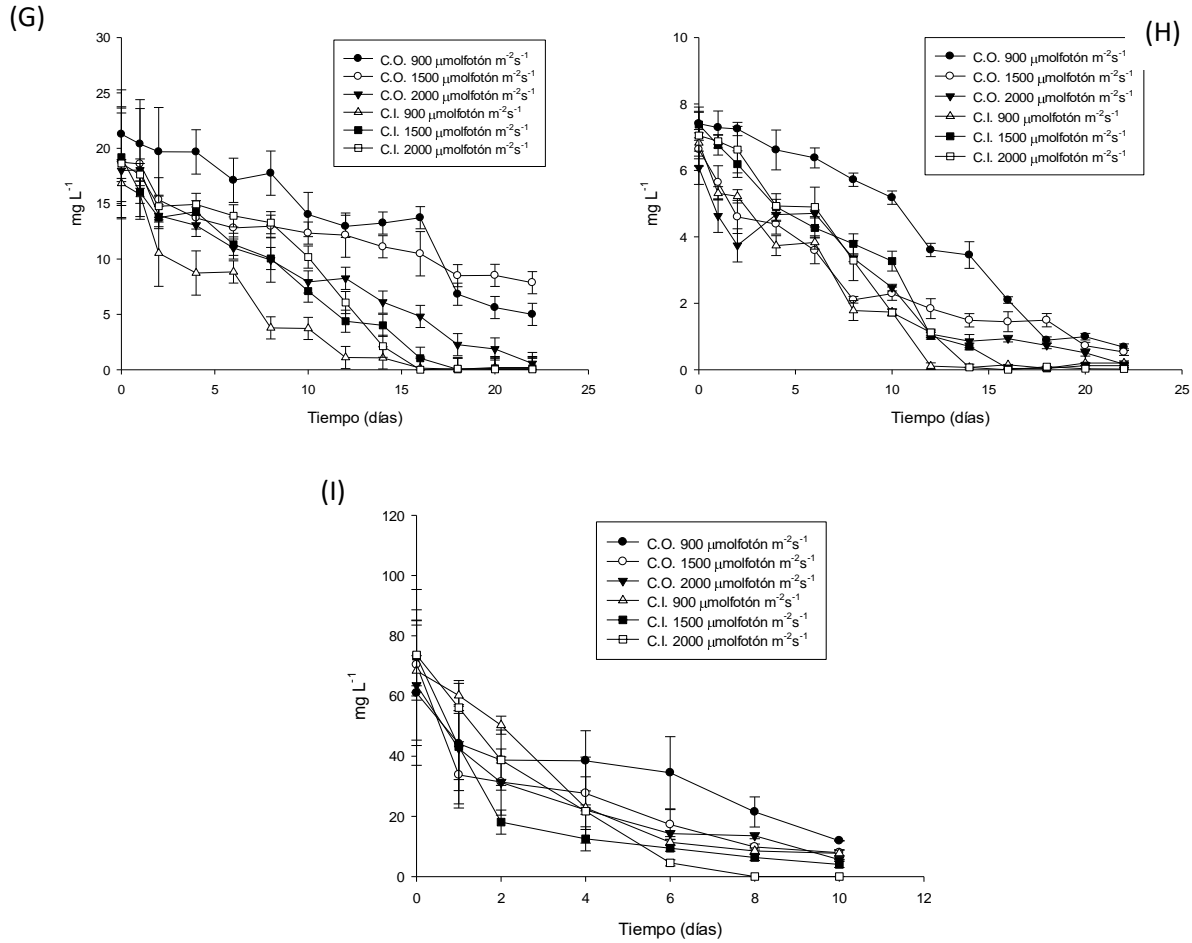 (G)
30
25
20
15
10
5
0
mg L⁻¹
0 5 10 15 20 25
Tiempo (días)
C.O. 900 μmolfotón m⁻²s⁻¹
C.O. 1500 μmolfotón m⁻²s⁻¹
C.O. 2000 μmolfotón m⁻²s⁻¹
C.I. 900 μmolfotón m⁻²s⁻¹
C.I. 1500 μmolfotón m⁻²s⁻¹
C.I. 2000 μmolfotón m⁻²s⁻¹
(H)
10
8
6
4
2
0
mg L⁻¹
0 5 10 15 20 25
Tiempo (días)
C.O. 900 μmolfotón m⁻²s⁻¹
C.O. 1500 μmolfotón m⁻²s⁻¹
C.O. 2000 μmolfotón m⁻²s⁻¹
C.I. 900 μmolfotón m⁻²s⁻¹
C.I. 1500 μmolfotón m⁻²s⁻¹
C.I. 2000 μmolfotón m⁻²s⁻¹
(I)
120
100
80
60
40
20
0
mg L⁻¹
0 2 4 6 8 10 12
Tiempo (días)
C.O. 900 μmolfotón m⁻²s⁻¹
C.O. 1500 μmolfotón m⁻²s⁻¹
C.O. 2000 μmolfotón m⁻²s⁻¹
C.I. 900 μmolfotón m⁻²s⁻¹
C.I. 1500 μmolfotón m⁻²s⁻¹
C.I. 2000 μmolfotón m⁻²s⁻¹